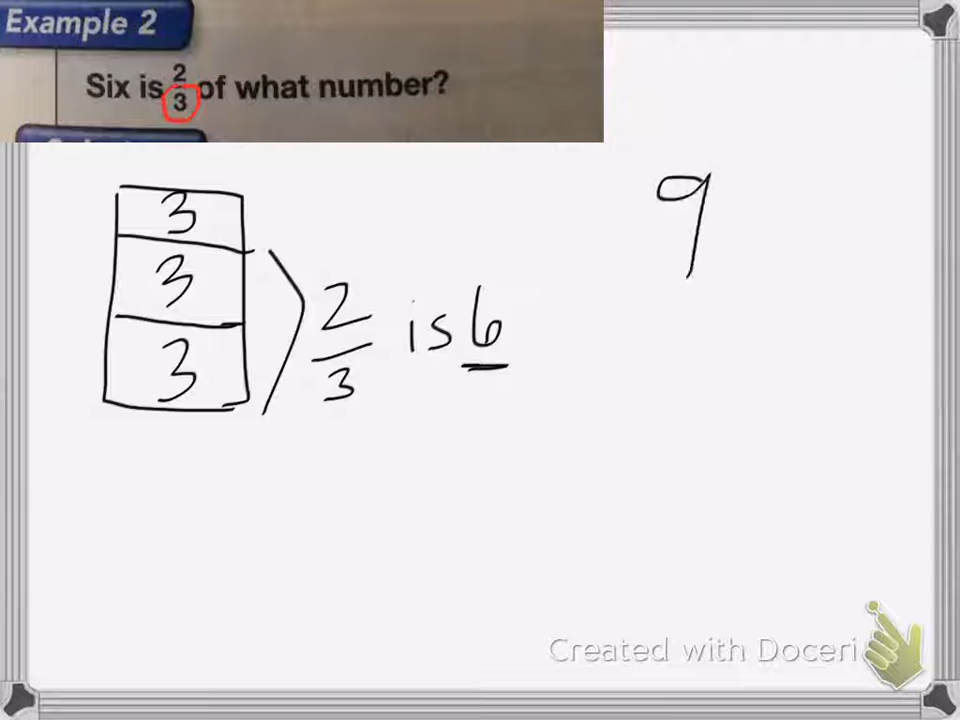 Example 2
Six is 2/3 of what number?
3
3
3
2/3 is 6
9
Created with Doceri